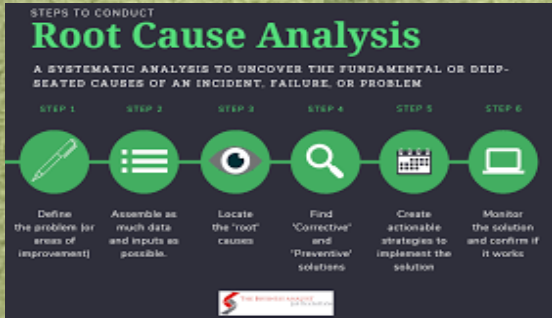 STEPS TO CONDUCT
Root Cause Analysis
A SYSTEMATIC ANALYSIS TO UNCOVER THE FUNDAMENTAL OR DEEP-
SEATED CAUSES OF AN INCIDENT, FAILURE, OR PROBLEM
STEP 1
STEP 2
STEP 3
STEP 4
STEP 5
STEP 6
Define
the problem (or
areas of
improvement)
Assemble as
much data
and inputs as
possible.
Locate
the "root"
causes
Find
'Corrective'
and
'Preventive'
solutions
Create
actionable
strategies to
implement the
solution
Monitor
the solution
and confirm if
it works
THE BUSINESS ANALYST